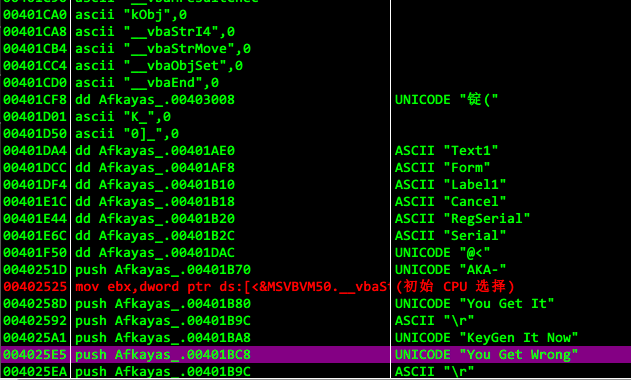 00401CA0 ascii "kObj",0
00401CA8 ascii "__vbaStrI4",0
00401CB4 ascii "__vbaStrMove",0
00401CC4 ascii "__vbaObjSet",0
00401CD0 ascii "__vbaEnd",0
00401CF8 dd Afkayas_.00403008 UNICODE "锭("
00401D01 ascii "K_",0
00401D50 ascii "0]_",0
00401DA4 dd Afkayas_.00401AE0 ASCII "Text1"
00401DCC dd Afkayas_.00401AF8 ASCII "Form"
00401DF4 dd Afkayas_.00401B10 ASCII "Label1"
00401E1C dd Afkayas_.00401B18 ASCII "Cancel"
00401E44 dd Afkayas_.00401B20 ASCII "RegSerial"
00401E6C dd Afkayas_.00401B2C ASCII "Serial"
00401F50 dd Afkayas_.00401DAC UNICODE "@<"
0040251D push Afkayas_.00401B70 UNICODE "AKA-"
00402525 mov ebx,dword ptr ds:[<&MSVBVM50.__vbaSt (初始 CPU 选择)
0040258D push Afkayas_.00401B80 UNICODE "You Get It"
00402592 push Afkayas_.00401B9C ASCII "\r"
004025A1 push Afkayas_.00401BA8 UNICODE "KeyGen It Now"
004025E5 push Afkayas_.00401BC8 UNICODE "You Get Wrong"
004025EA push Afkayas_.00401B9C ASCII "\r"